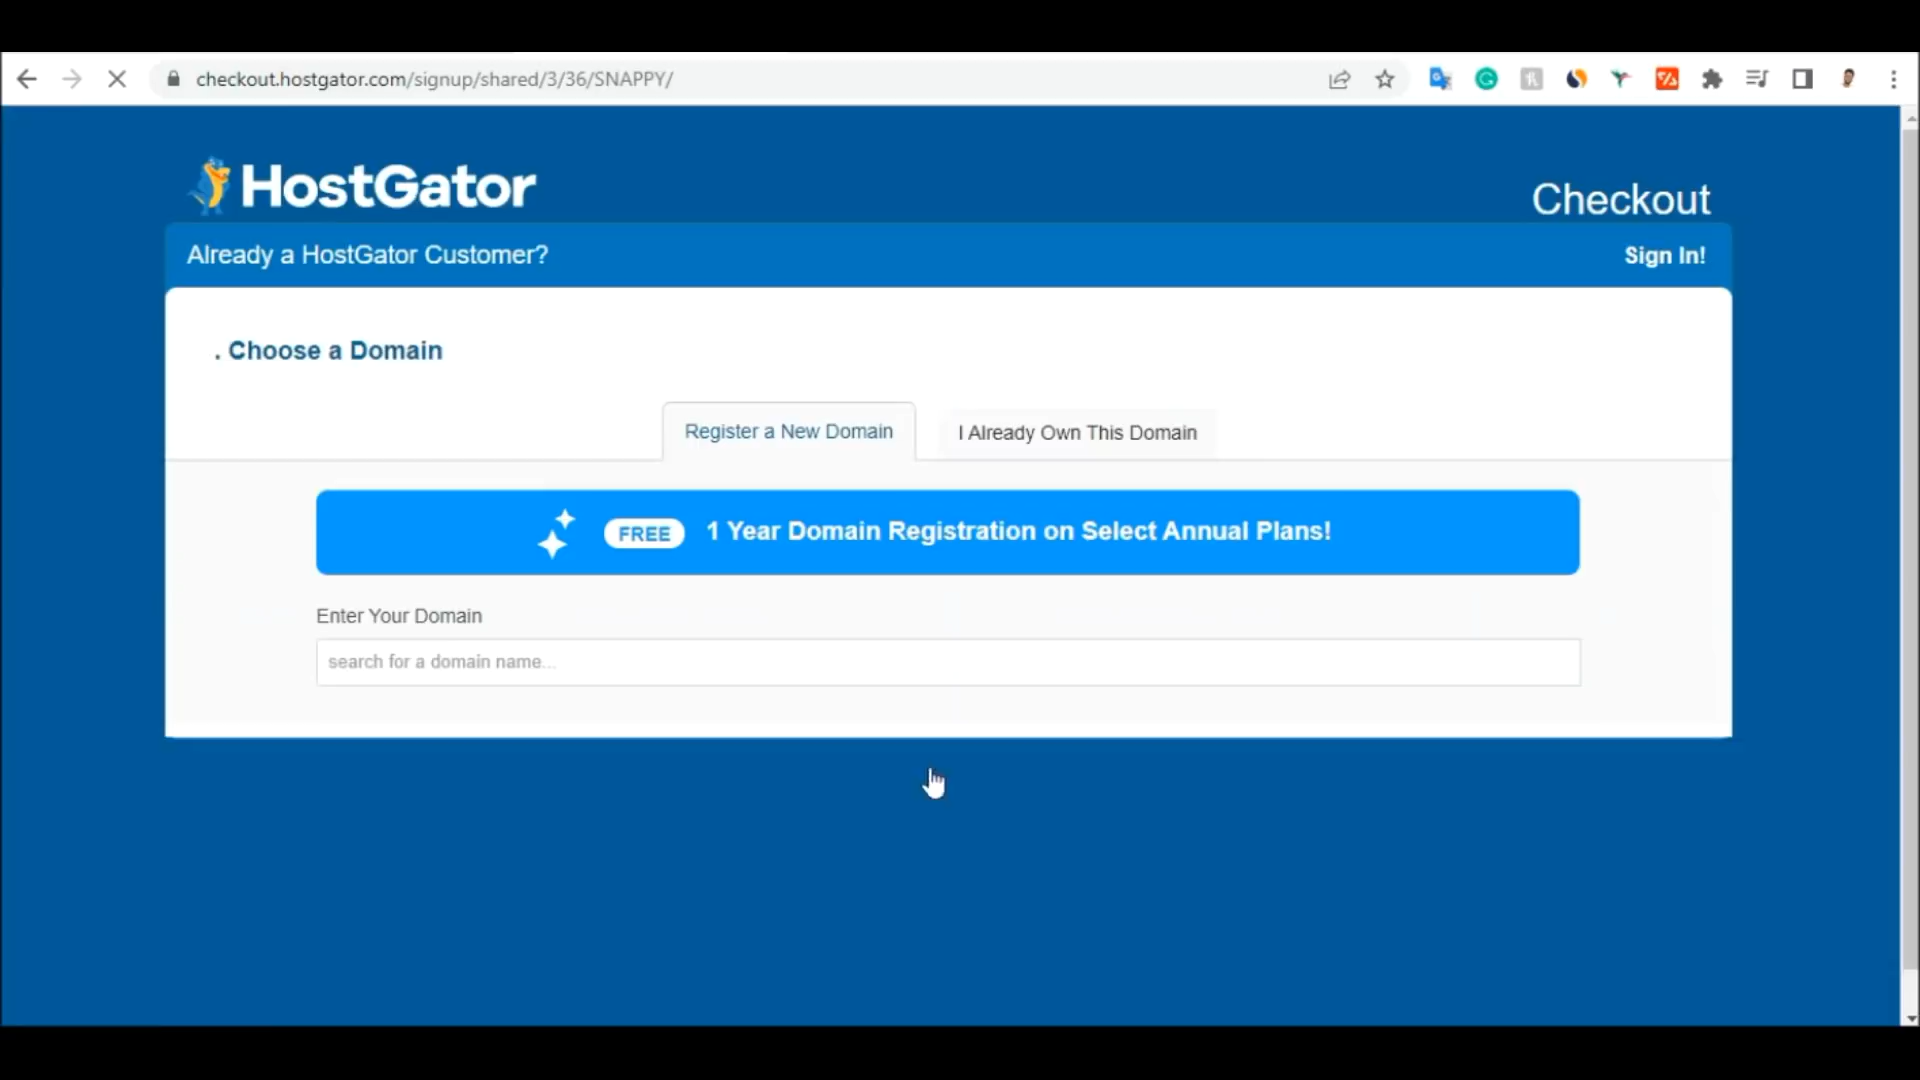 checkout.hostgator.com/signup/shared/3/36/SNAPPY/
HostGator
Checkout
Already a HostGator Customer?
Sign In!
. Choose a Domain
Register a New Domain
I Already Own This Domain
FREE 1 Year Domain Registration on Select Annual Plans!
Enter Your Domain
search for a domain name...